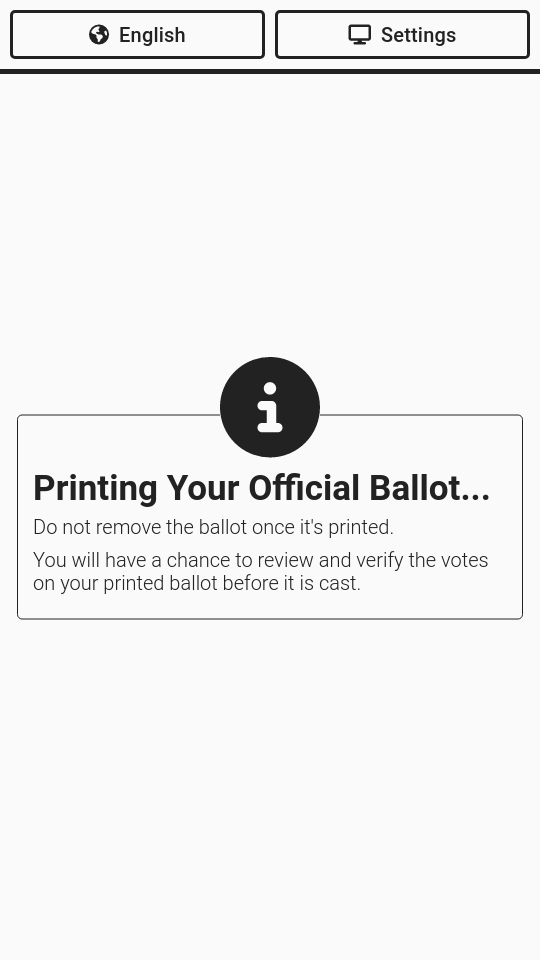 English
Settings
Printing Your Official Ballot...
Do not remove the ballot once it's printed.
You will have a chance to review and verify the votes
on your printed ballot before it is cast.